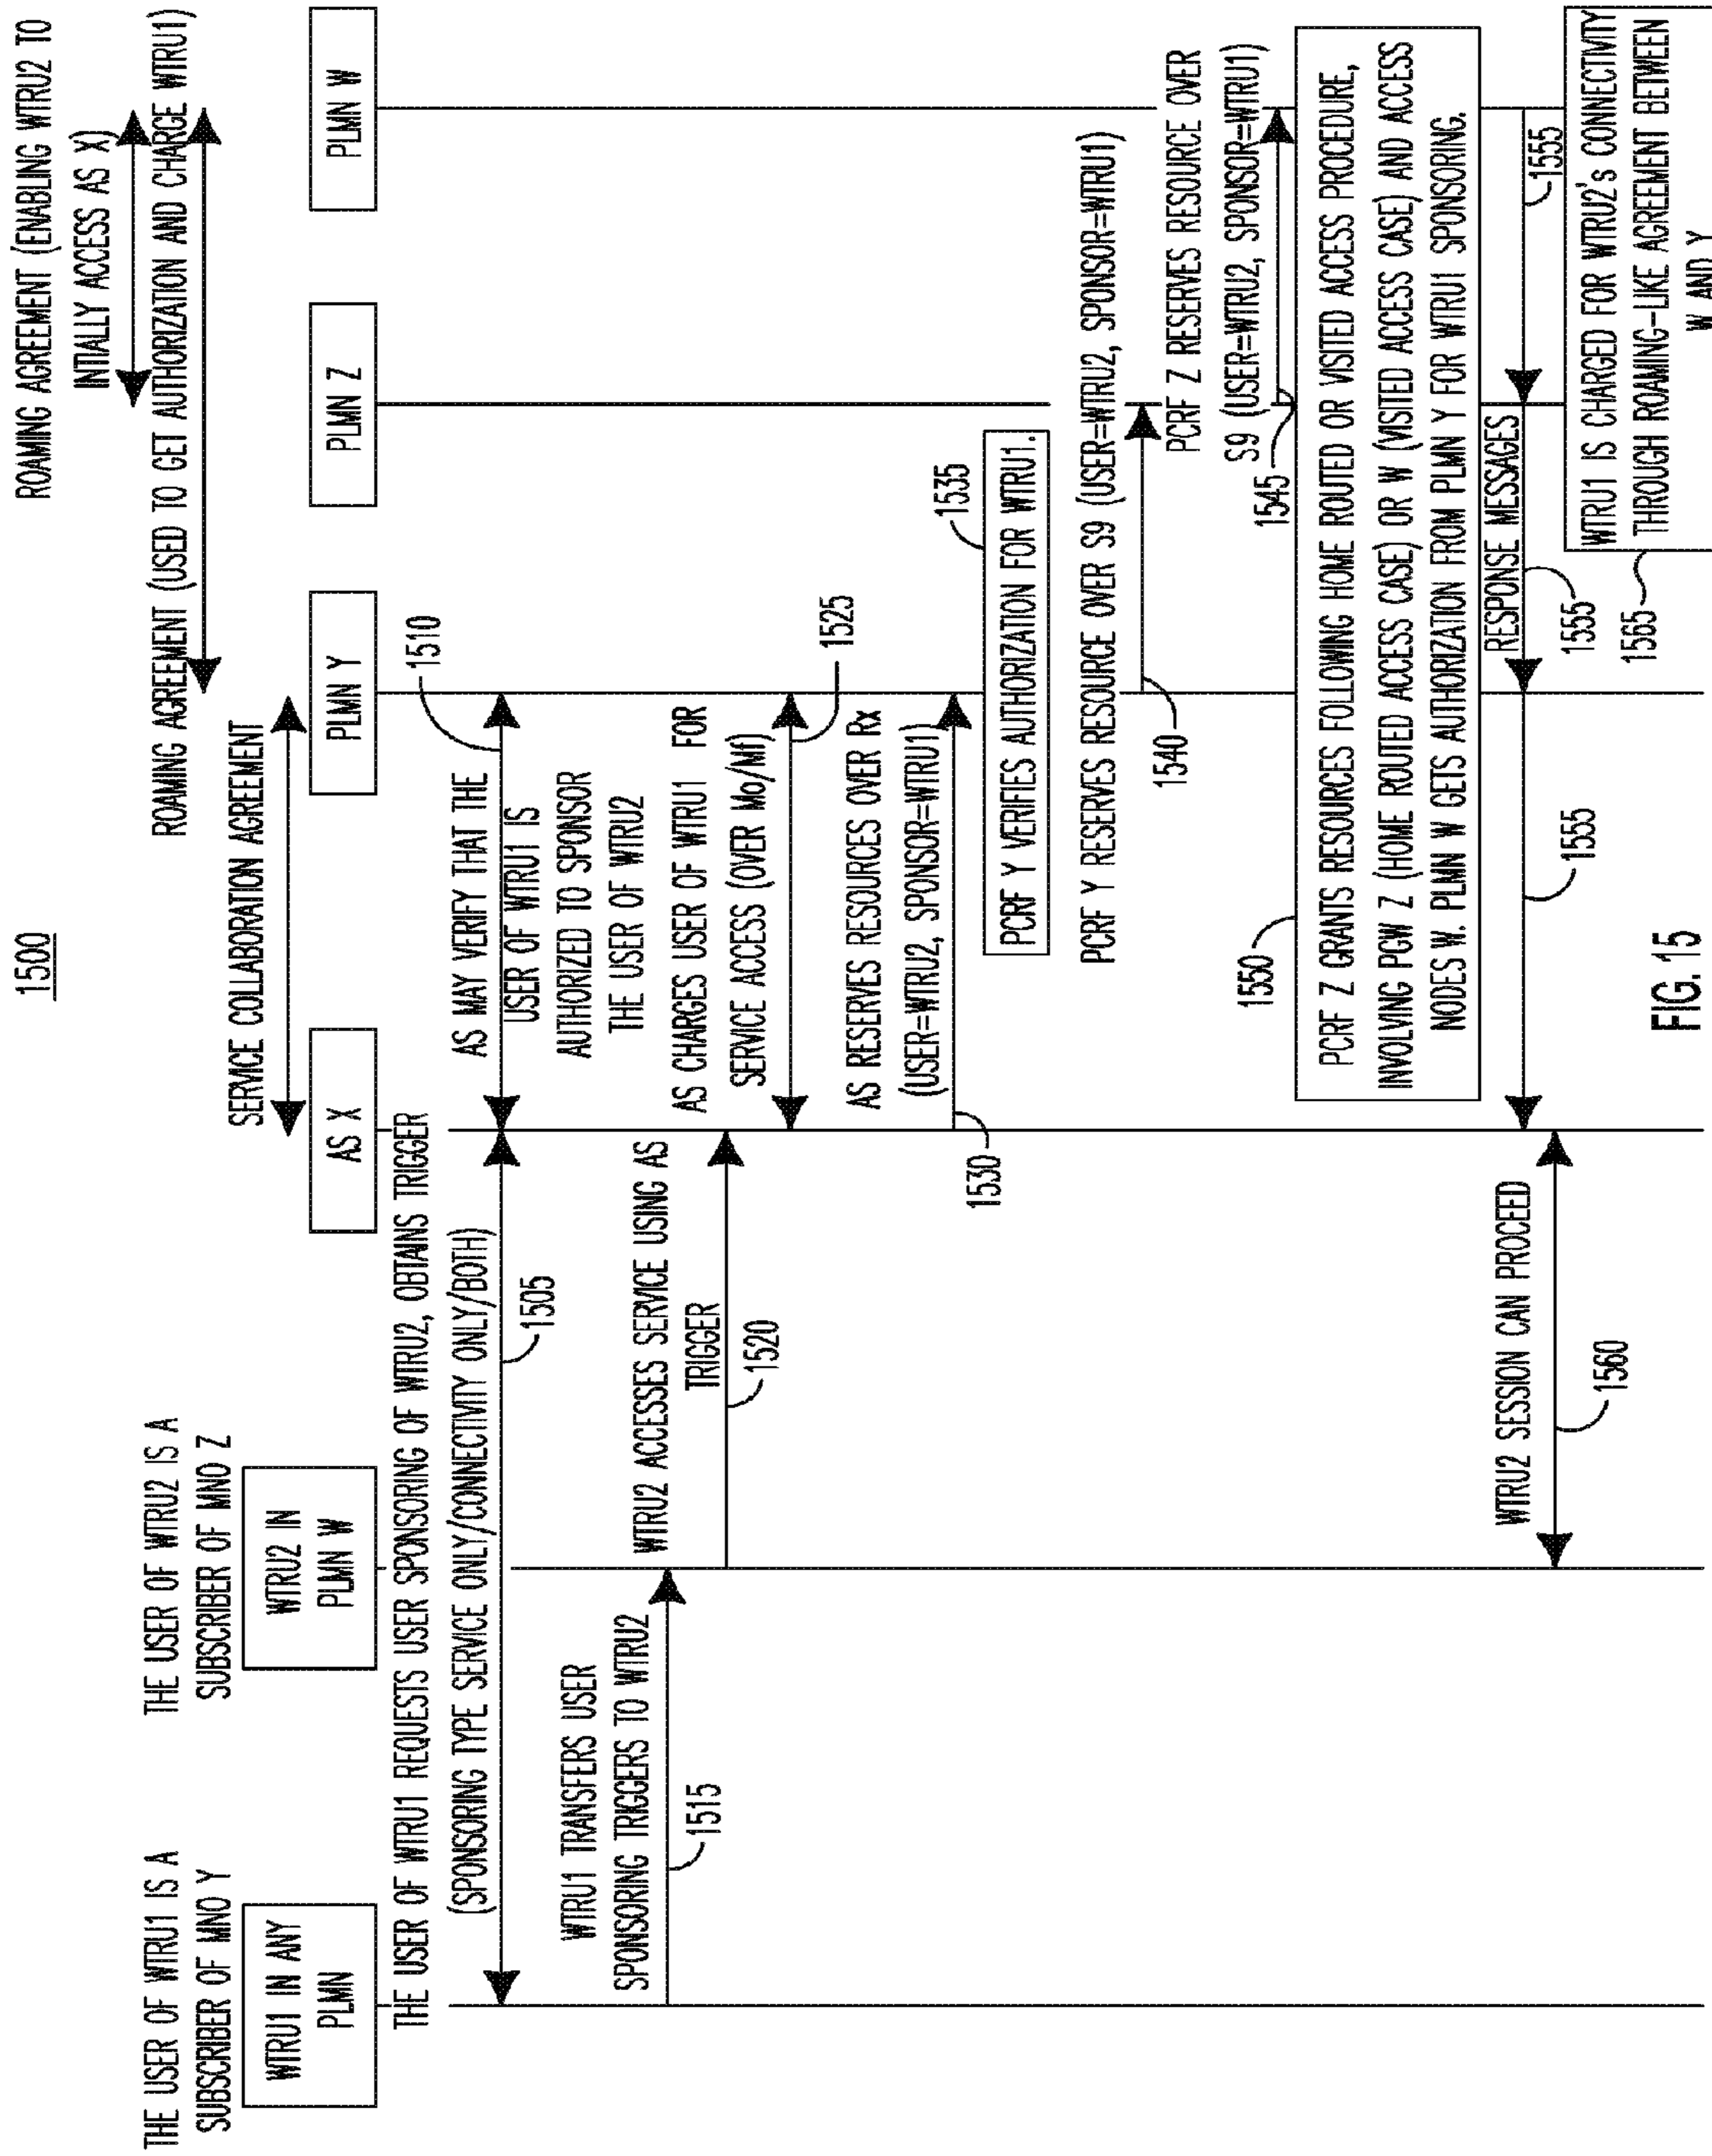 1500
ROAMING AGREEMENT (ENABLING WTRU2 TO
INTIALLY ACCESS AS X)
ROAMING AGREEMENT (USED TO GET AUTHORIZATION AND CHARGE WTRU1)
SERVICE COLLABORATION AGREEMENT
THE USER OF WTRU1 IS A
SUBSCRIBER OF MNO Y
THE USER OF WTRU2 IS A
SUBSCRIBER OF MNO Z
WTRU1 IN ANY
PLMN
WTRU2 IN
PLMN W
AS X
PLMN Y
PLMN Z
PLMN W
THE USER OF WTRU1 REQUESTS USER SPONSORING OF WTRU2, OBTAINS TRIGGER
(SPONSORING TYPE SERVICE ONLY/CONNECTIVITY ONLY/BOTH)
1505
AS MAY VERIFY THAT THE
USER OF WTRU1 IS
AUTHORIZED TO SPONSOR
THE USER OF WTRU2
1510
WTRU1 TRANSFERS USER
SPONSORING TRIGGERS TO WTRU2
1515
WTRU2 ACCESSES SERVICE USING AS
TRIGGER
1520
AS CHARGES USER OF WTRU1 FOR
SERVICE ACCESS (OVER Mo/Mf)
1525
AS RESERVES RESOURCES OVER Rx
(USER=WTRU2, SPONSOR=WTRU1)
1530
PCRF Y VERIFIES AUTHORIZATION FOR WTRU1.
1535
PCRF Y RESERVES RESOURCE OVER S9 (USER=WTRU2, SPONSOR=WTRU1)
1540
PCRF Z RESERVES RESOURCE OVER
S9 (USER=WTRU2, SPONSOR=WTRU1)
1545
PCRF Z GRANTS RESOURCES FOLLOWING HOME ROUTED OR VISITED ACCESS PROCEDURE,
INVOLVING PGW Z (HOME ROUTED ACCESS CASE) OR W (VISITED ACCESS CASE) AND ACCESS
NODES W. PLMN W GETS AUTHORIZATION FROM PLMN Y FOR WTRU1 SPONSORING.
1550
RESPONSE MESSAGES
1555
1555
1555
WTRU2 SESSION CAN PROCEED
1560
WTRU1 IS CHARGED FOR WTRU2's CONNECTIVITY
THROUGH ROAMING-LIKE AGREEMENT BETWEEN
W AND Y
1565
FIG. 15